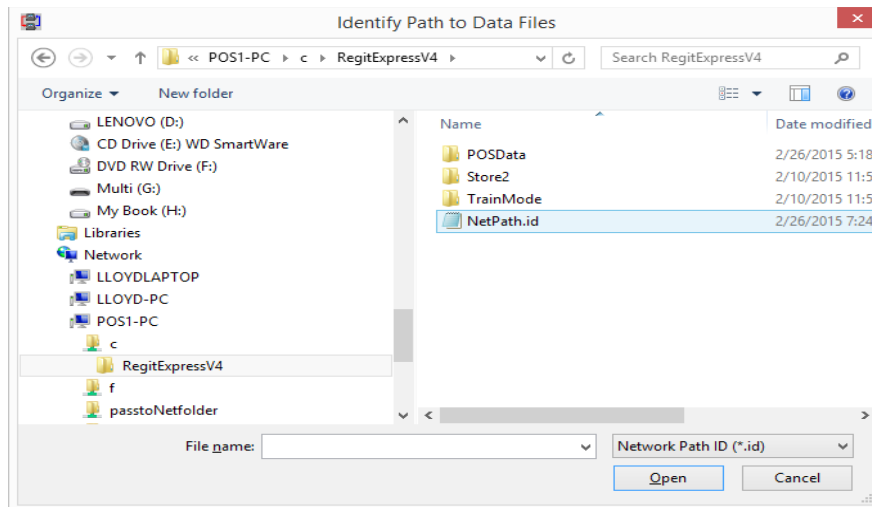 Identify Path to Data Files
« POS1-PC c RegitExpressV4
Search RegitExpressV4
Organize New folder
Name Date modified
LENOVO (D:)
CD Drive (E:) WD SmartWare
DVD RW Drive (F:)
Multi (G:)
My Book (H:)
Libraries
Network
LLOYDLAPTOP
LLOYD-PC
POS1-PC
c
RegitExpressV4
f
passtoNetfolder
POSData 2/26/2015 5:18
Store2 2/10/2015 11:5
TrainMode 2/10/2015 11:5
NetPath.id 2/26/2015 7:24
File name:
Network Path ID (*.id)
Open Cancel